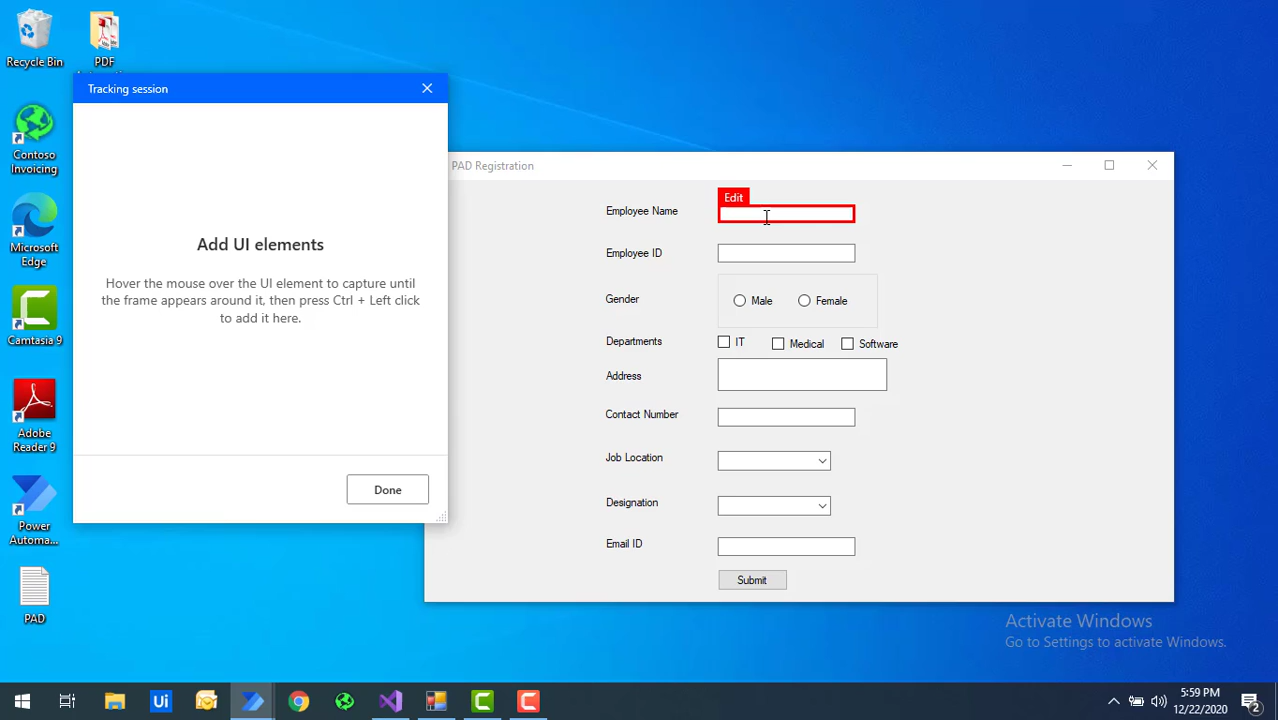 Recycle Bin
PDF
Contoso
Invoicing
Microsoft
Edge
Camtasia 9
Adobe
Reader 9
Power
Automa...
PAD
Tracking session
Add UI elements
Hover the mouse over the UI element to capture until
the frame appears around it, then press Ctrl + Left click
to add it here.
Done
PAD Registration
Edit
Employee Name
Employee ID
Gender
Male
Female
Departments
IT
Medical
Software
Address
Contact Number
Job Location
Designation
Email ID
Submit
Activate Windows
Go to Settings to activate Windows.
Ui
5:59 PM
12/22/2020
2